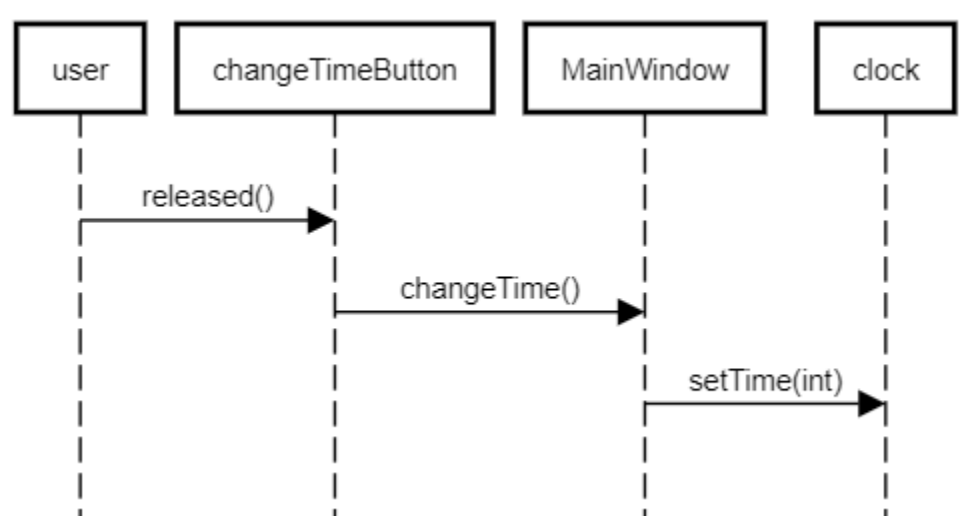 user
changeTimeButton
MainWindow
clock
released()
changeTime()
setTime(int)